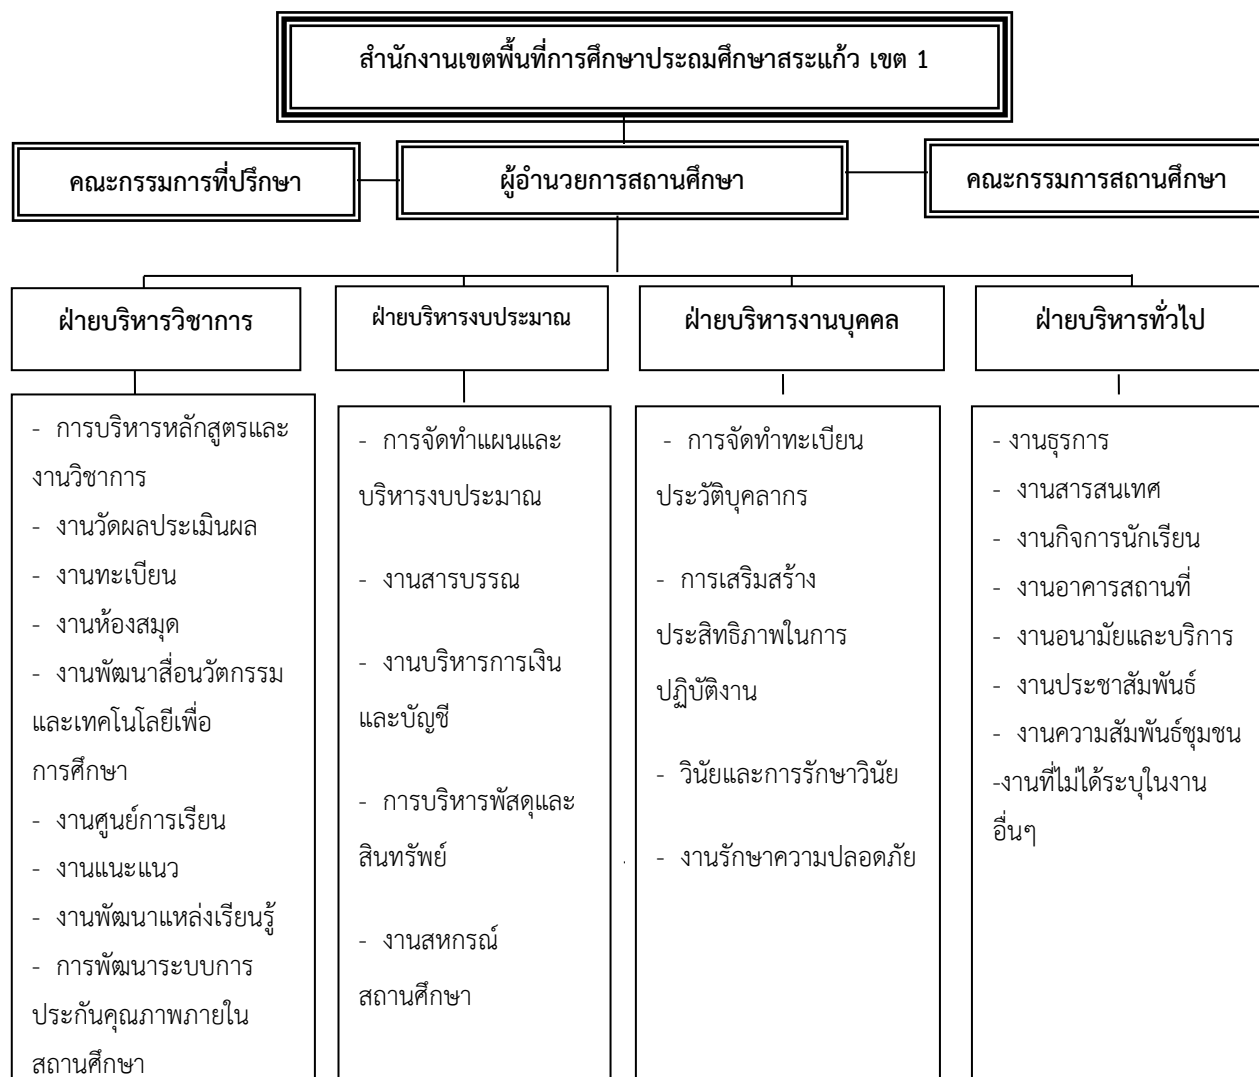 สำนักงานเขตพื้นที่การศึกษาประถมศึกษาสระแก้ว เขต 1
คณะกรรมการที่ปรึกษา
ผู้อำนวยการสถานศึกษา
คณะกรรมการสถานศึกษา
ฝ่ายบริหารวิชาการ
ฝ่ายบริหารงบประมาณ
ฝ่ายบริหารงานบุคคล
ฝ่ายบริหารทั่วไป
- การบริหารหลักสูตรและ
งานวิชาการ
- งานวัดผลประเมินผล
- งานทะเบียน
- งานห้องสมุด
- งานพัฒนาสื่อนวัตกรรม
และเทคโนโลยีเพื่อ
การศึกษา
- งานศูนย์การเรียน
- งานแนะแนว
- งานพัฒนาแหล่งเรียนรู้
- การพัฒนาระบบการ
ประกันคุณภาพภายใน
สถานศึกษา
- การจัดทำแผนและ
บริหารงบประมาณ
- งานสารบรรณ
- งานบริหารการเงิน
และบัญชี
- การบริหารพัสดุและ
สินทรัพย์
- งานสหกรณ์
สถานศึกษา
- การจัดทำทะเบียน
ประวัติบุคลากร
- การเสริมสร้าง
ประสิทธิภาพในการ
ปฏิบัติงาน
- วินัยและการรักษาวินัย
- งานรักษาความปลอดภัย
- งานธุรการ
- งานสารสนเทศ
- งานกิจการนักเรียน
- งานอาคารสถานที่
- งานอนามัยและบริการ
- งานประชาสัมพันธ์
- งานความสัมพันธ์ชุมชน
-งานที่ไม่ได้ระบุในงาน
อื่นๆ